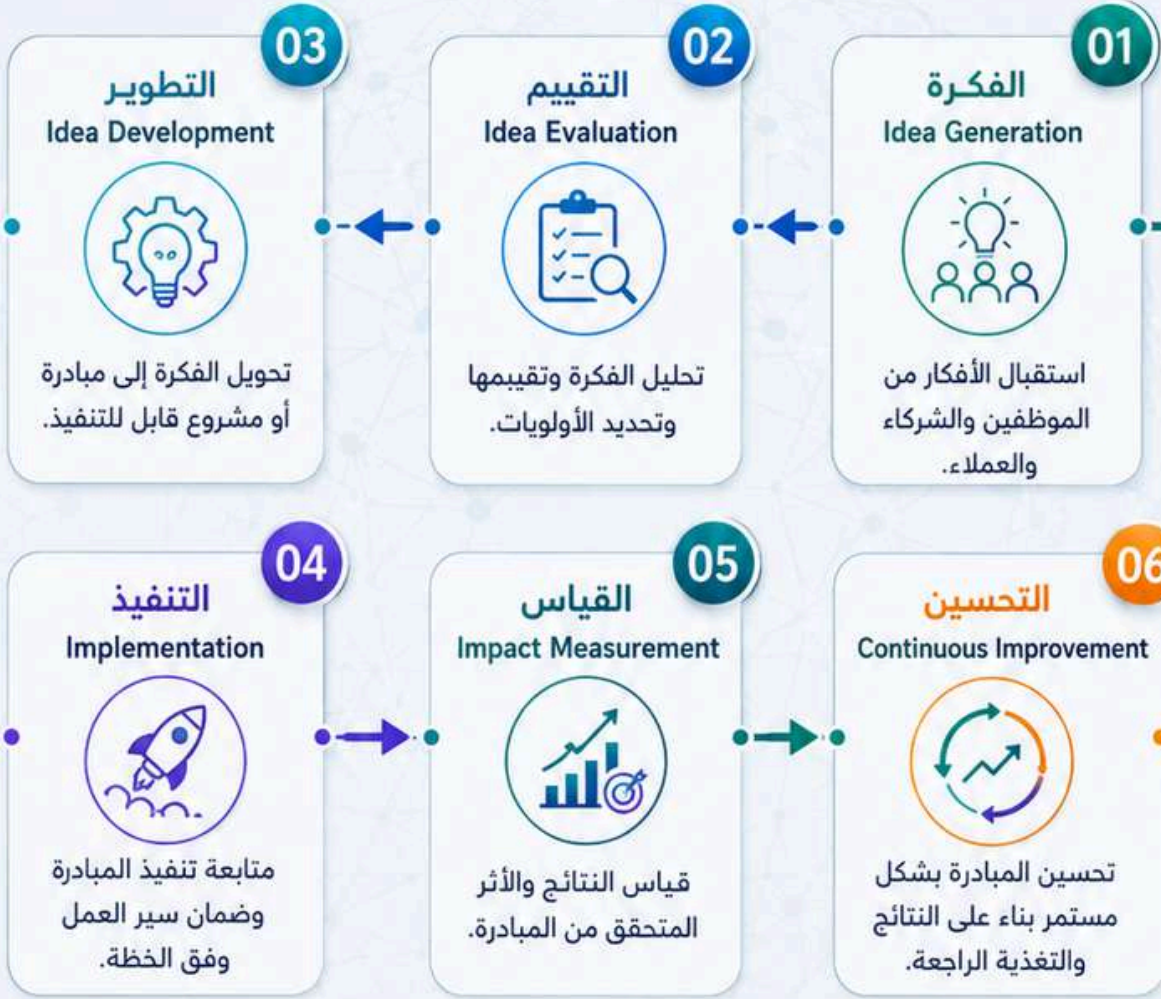 01
الفكرة
Idea Generation
استقبال الأفكار من
الموظفين والشركاء
والعملاء.
02
التقييم
Idea Evaluation
تحليل الفكرة وتقييمها
وتحديد الأولويات.
03
التطوير
Idea Development
تحويل الفكرة إلى مبادرة
أو مشروع قابل للتنفيذ.
04
التنفيذ
Implementation
متابعة تنفيذ المبادرة
وضمان سير العمل
وفق الخظة.
05
القياس
Impact Measurement
قياس النتائج والأثر
المتحقق من المبادرة.
06
التحسين
Continuous Improvement
تحسين المبادرة بشكل
مستمر بناء على النتائج
والتغذية الراجعة.